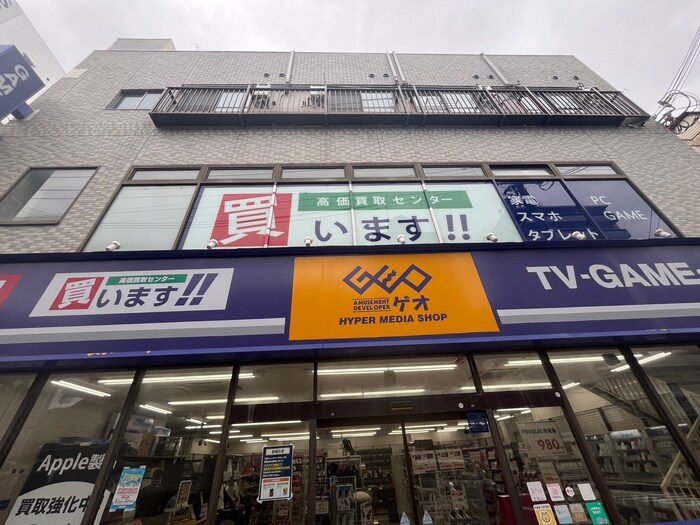 高価買取センター
買います!!
家電
スマホ
タブレット
PC
GAME
高価買取センター
買います!!
GEO
AMUSEMENT
DEVELOPER
ゲオ
HYPER MEDIA SHOP
TV-GAME
Apple製
買取強化中
980